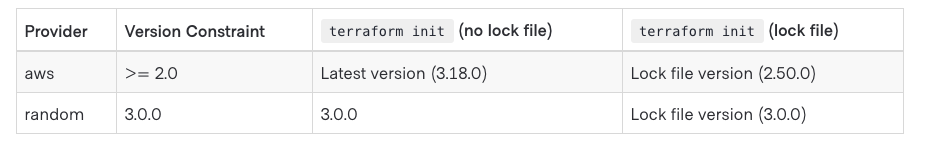 Provider Version Constraint terraform init (no lock file) terraform init (lock file)
aws >= 2.0 Latest version (3.18.0) Lock file version (2.50.0)
random 3.0.0 3.0.0 Lock file version (3.0.0)